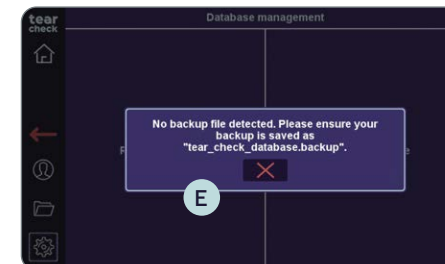 tear
check
Database management
No backup file detected. Please ensure your
backup is saved as
"tear_check_database.backup".
E